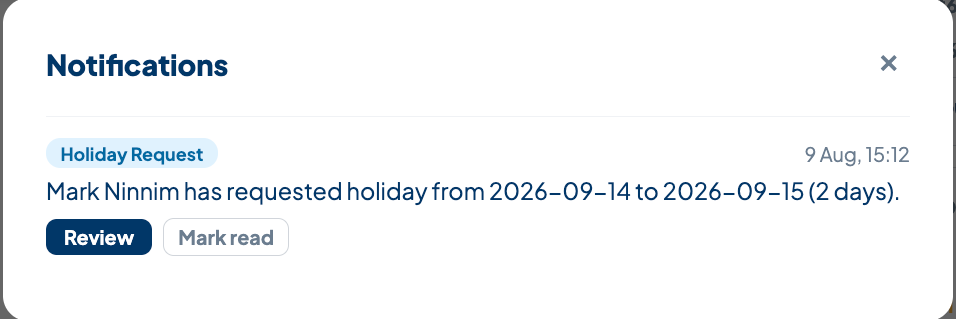 Notifications
×
Holiday Request
9 Aug, 15:12
Mark Ninnim has requested holiday from 2026-09-14 to 2026-09-15 (2 days).
Review
Mark read